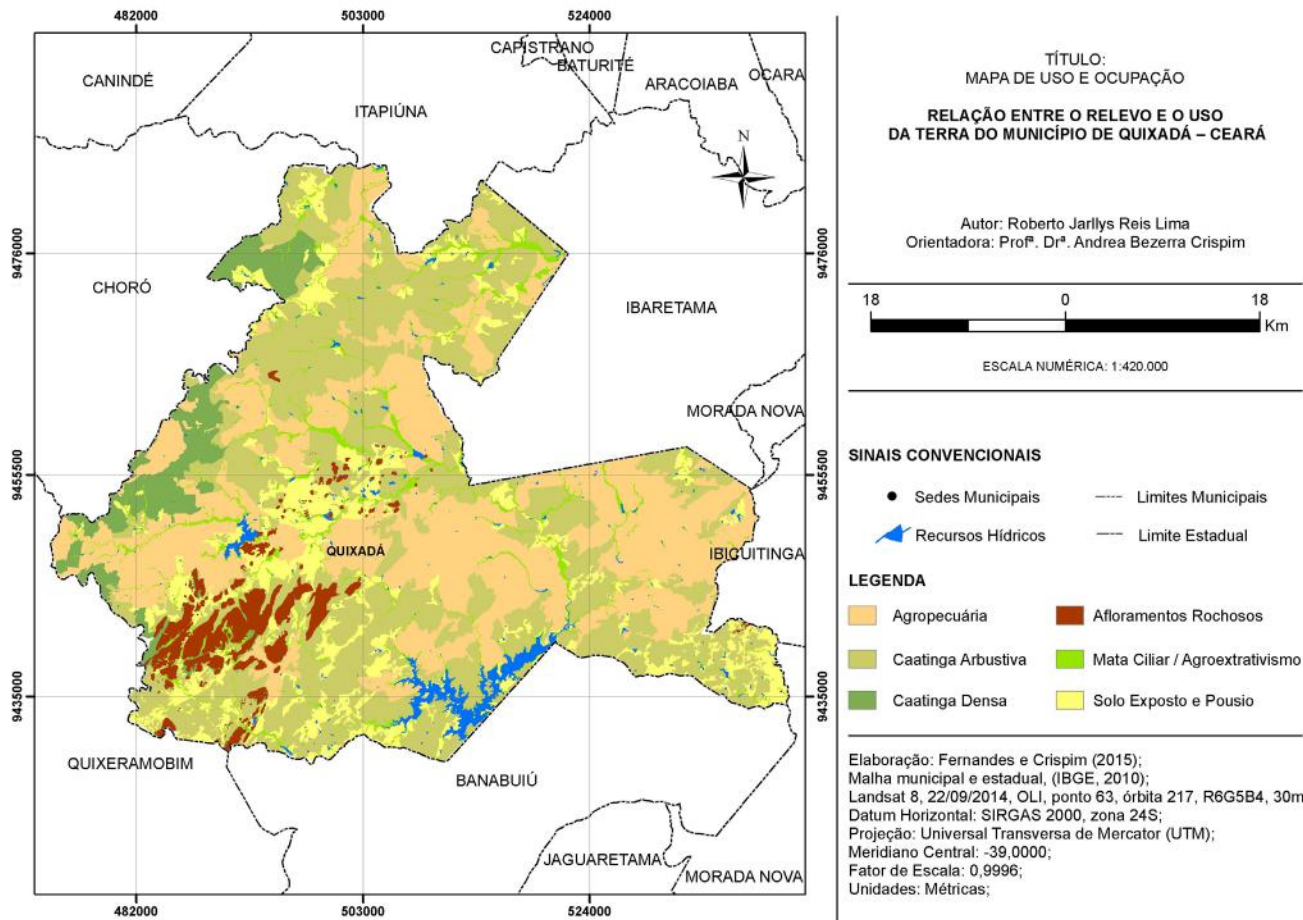 482000
503000
524000
CANINDÉ
CAPISTRANO
BATURITÉ
OCARA
ARACOIABA
ITAPIÚNA
N
9476000
9476000
CHORÓ
IBARETAMA
MORADA NOVA
9455500
9455500
QUIXADÁ
IBICUITINGA
9435000
9435000
QUIXERAMOBIM
BANABUIÚ
JAGUARETAMA
MORADA NOVA
482000
503000
524000
TÍTULO:
MAPA DE USO E OCUPAÇÃO
RELAÇÃO ENTRE O RELEVO E O USO
DA TERRA DO MUNICÍPIO DE QUIXADÁ – CEARÁ
Autor: Roberto Jarllys Reis Lima
Orientadora: Profª. Drª. Andrea Bezerra Crispim
18 0 18
Km
ESCALA NUMÉRICA: 1:420.000
SINAIS CONVENCIONAIS
Sedes Municipais
Limites Municipais
Recursos Hídricos
Limite Estadual
LEGENDA
Agropecuária
Afloramentos Rochosos
Caatinga Arbustiva
Mata Ciliar / Agroextrativismo
Caatinga Densa
Solo Exposto e Pousio
Elaboração: Fernandes e Crispim (2015);
Malha municipal e estadual, (IBGE, 2010);
Landsat 8, 22/09/2014, OLI, ponto 63, órbita 217, R6G5B4, 30m
Datum Horizontal: SIRGAS 2000, zona 24S;
Projeção: Universal Transversa de Mercator (UTM);
Meridiano Central: -39,0000;
Fator de Escala: 0,9996;
Unidades: Métricas;